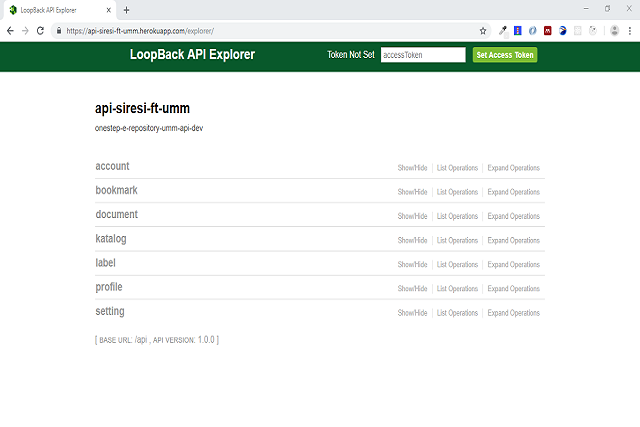 LoopBack API Explorer
https://api-siresi-ft-umm.herokuapp.com/explorer/
LoopBack API Explorer Token Not Set accessToken Set Access Token
api-siresi-ft-umm
onestep-e-repository-umm-api-dev
account Show/Hide List Operations Expand Operations
bookmark Show/Hide List Operations Expand Operations
document Show/Hide List Operations Expand Operations
katalog Show/Hide List Operations Expand Operations
label Show/Hide List Operations Expand Operations
profile Show/Hide List Operations Expand Operations
setting Show/Hide List Operations Expand Operations
[ BASE URL: /api , API VERSION: 1.0.0 ]